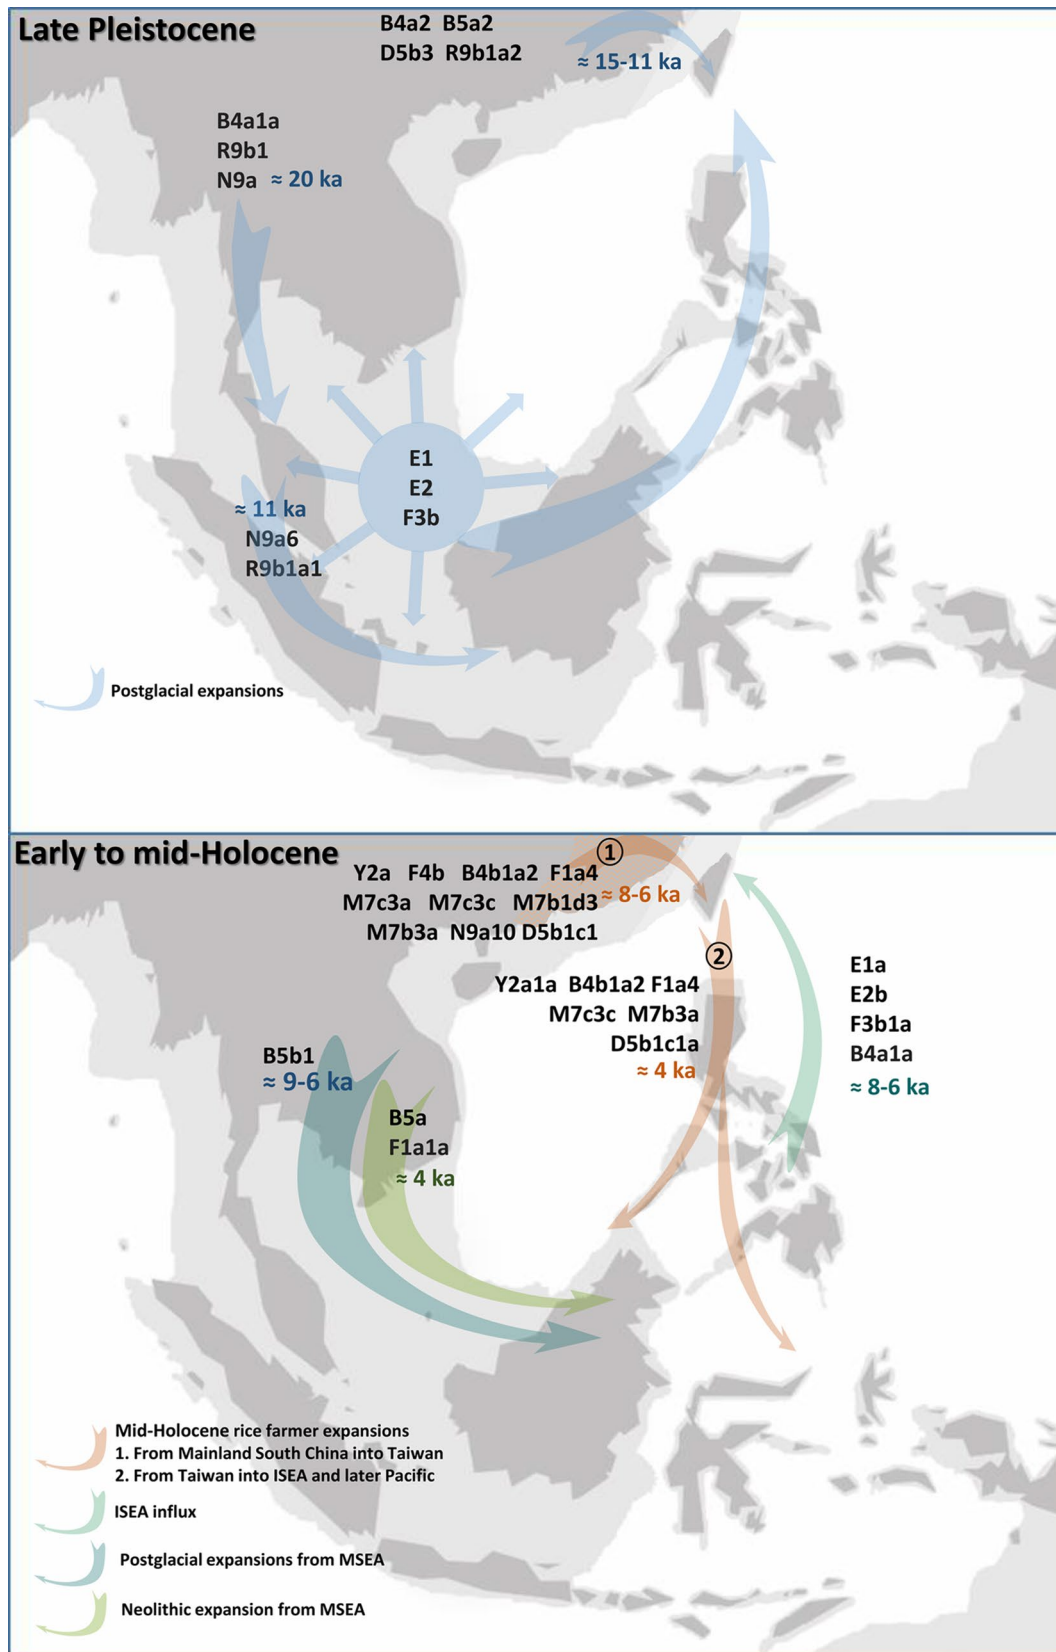 Late Pleistocene
B4a2 B5a2
D5b3 R9b1a2
≈ 15-11 ka
B4a1a
R9b1
N9a ≈ 20 ka
E1
E2
F3b
≈ 11 ka
N9a6
R9b1a1
Postglacial expansions
Early to mid-Holocene
1
Y2a F4b B4b1a2 F1a4
M7c3a M7c3c M7b1d3
M7b3a N9a10 D5b1c1
≈ 8-6 ka
2
Y2a1a B4b1a2 F1a4
M7c3c M7b3a
D5b1c1a
≈ 4 ka
E1a
E2b
F3b1a
B4a1a
≈ 8-6 ka
B5b1
≈ 9-6 ka
B5a
F1a1a
≈ 4 ka
Mid-Holocene rice farmer expansions
1. From Mainland South China into Taiwan
2. From Taiwan into ISEA and later Pacific
ISEA influx
Postglacial expansions from MSEA
Neolithic expansion from MSEA